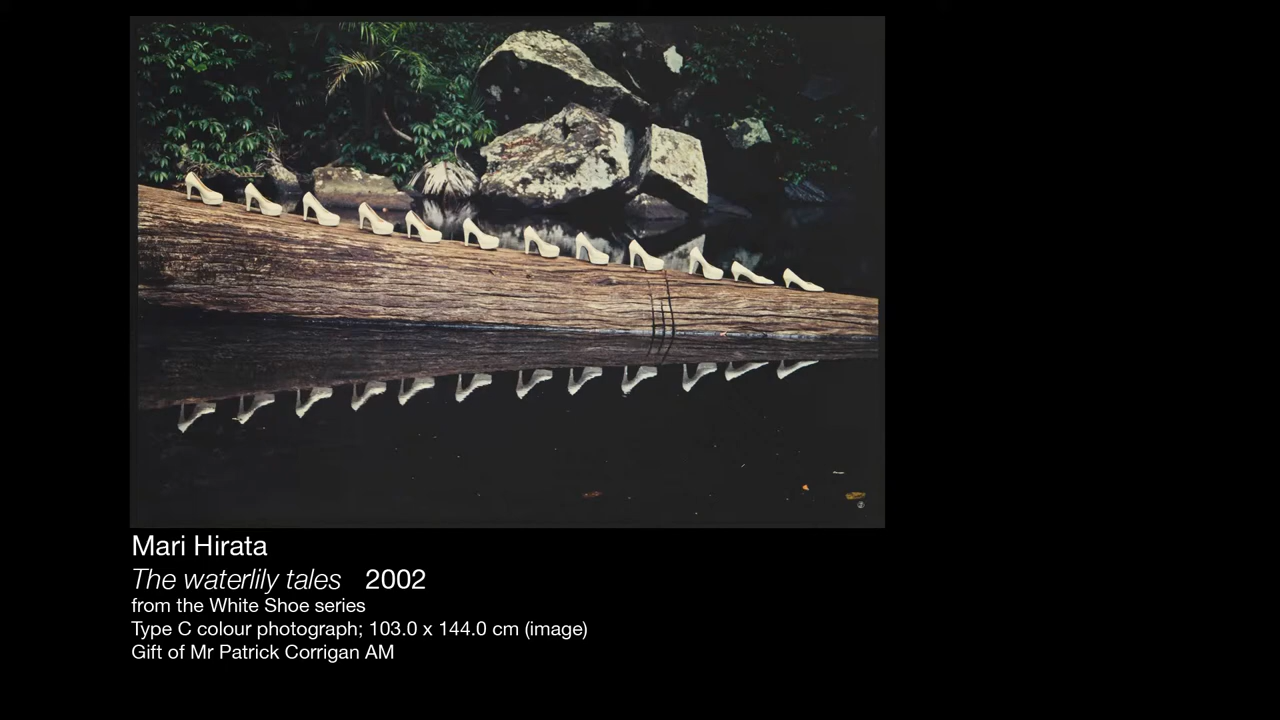 Mari Hirata
The waterlily tales 2002
from the White Shoe series
Type C colour photograph; 103.0 x 144.0 cm (image)
Gift of Mr Patrick Corrigan AM